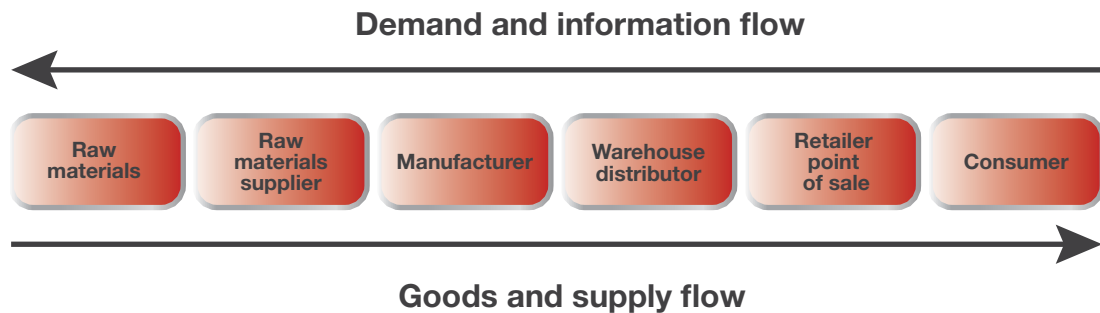 Demand and information flow
Raw
materials
Raw
materials
supplier
Manufacturer
Warehouse
distributor
Retailer
point
of sale
Consumer
Goods and supply flow